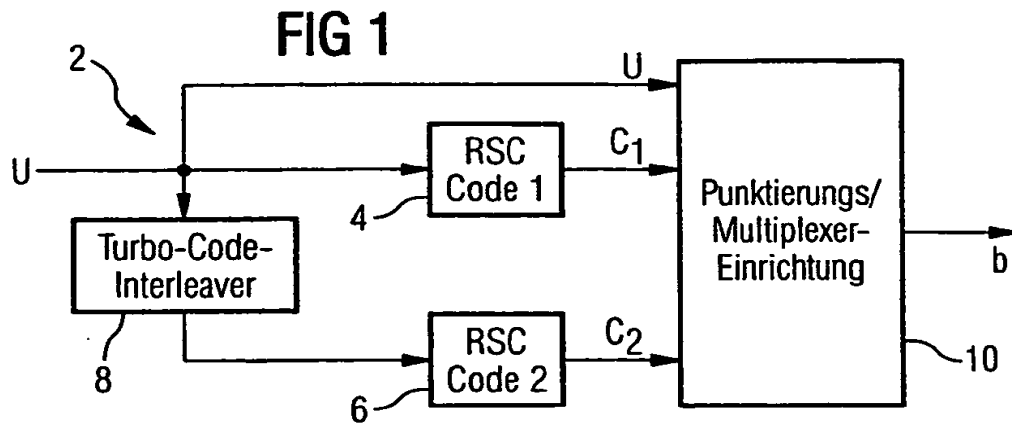 FIG 1
2
U
U
RSC
Code 1
C1
4
Turbo-Code-
Interleaver
8
Punktierungs/
Multiplexer-
Einrichtung
b
RSC
Code 2
C2
6
10